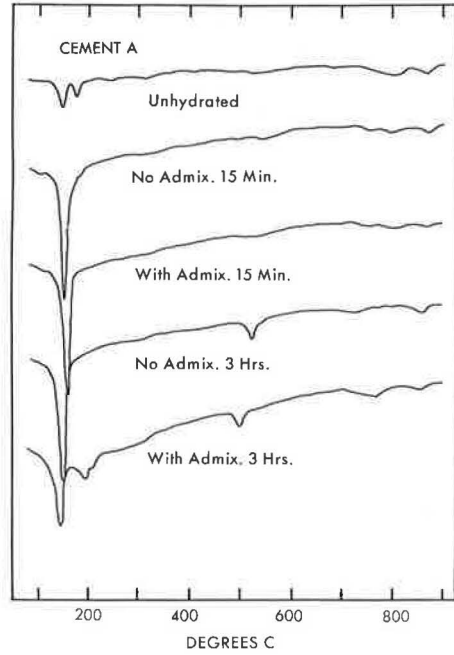 CEMENT A
Unhydrated
No Admix. 15 Min.
With Admix. 15 Min.
No Admix. 3 Hrs.
With Admix. 3 Hrs.
200 400 600 800
DEGREES C